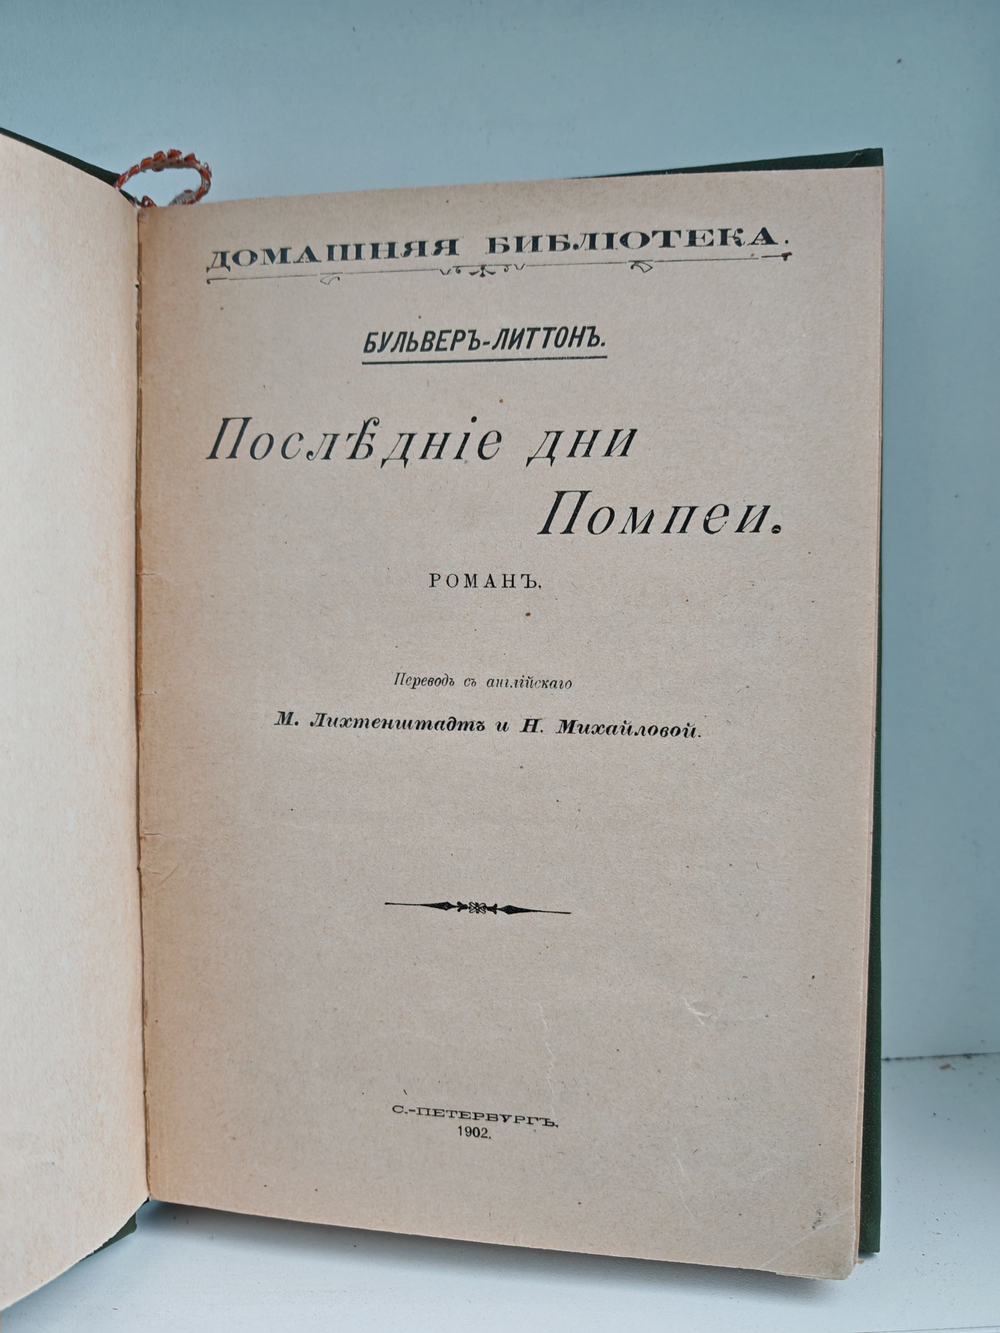 ДОМАШНЯЯ БИБЛІОТЕКА.
БУЛЬВЕРЪ-ЛИТТОНЪ.
Послѣдніе дни
Помпеи.
РОМАНЪ.
Переводъ съ англійскаго
М. Лихтенштадтъ и Н. Михайловой.
С.-ПЕТЕРБУРГЪ.
1902.